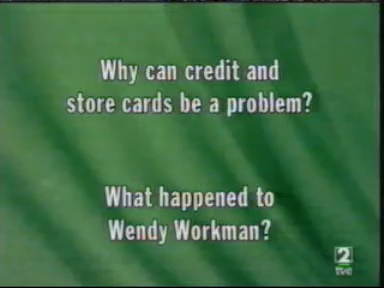 Why can credit and
store cards be a problem?
What happened to
Wendy Workman?
2
tve